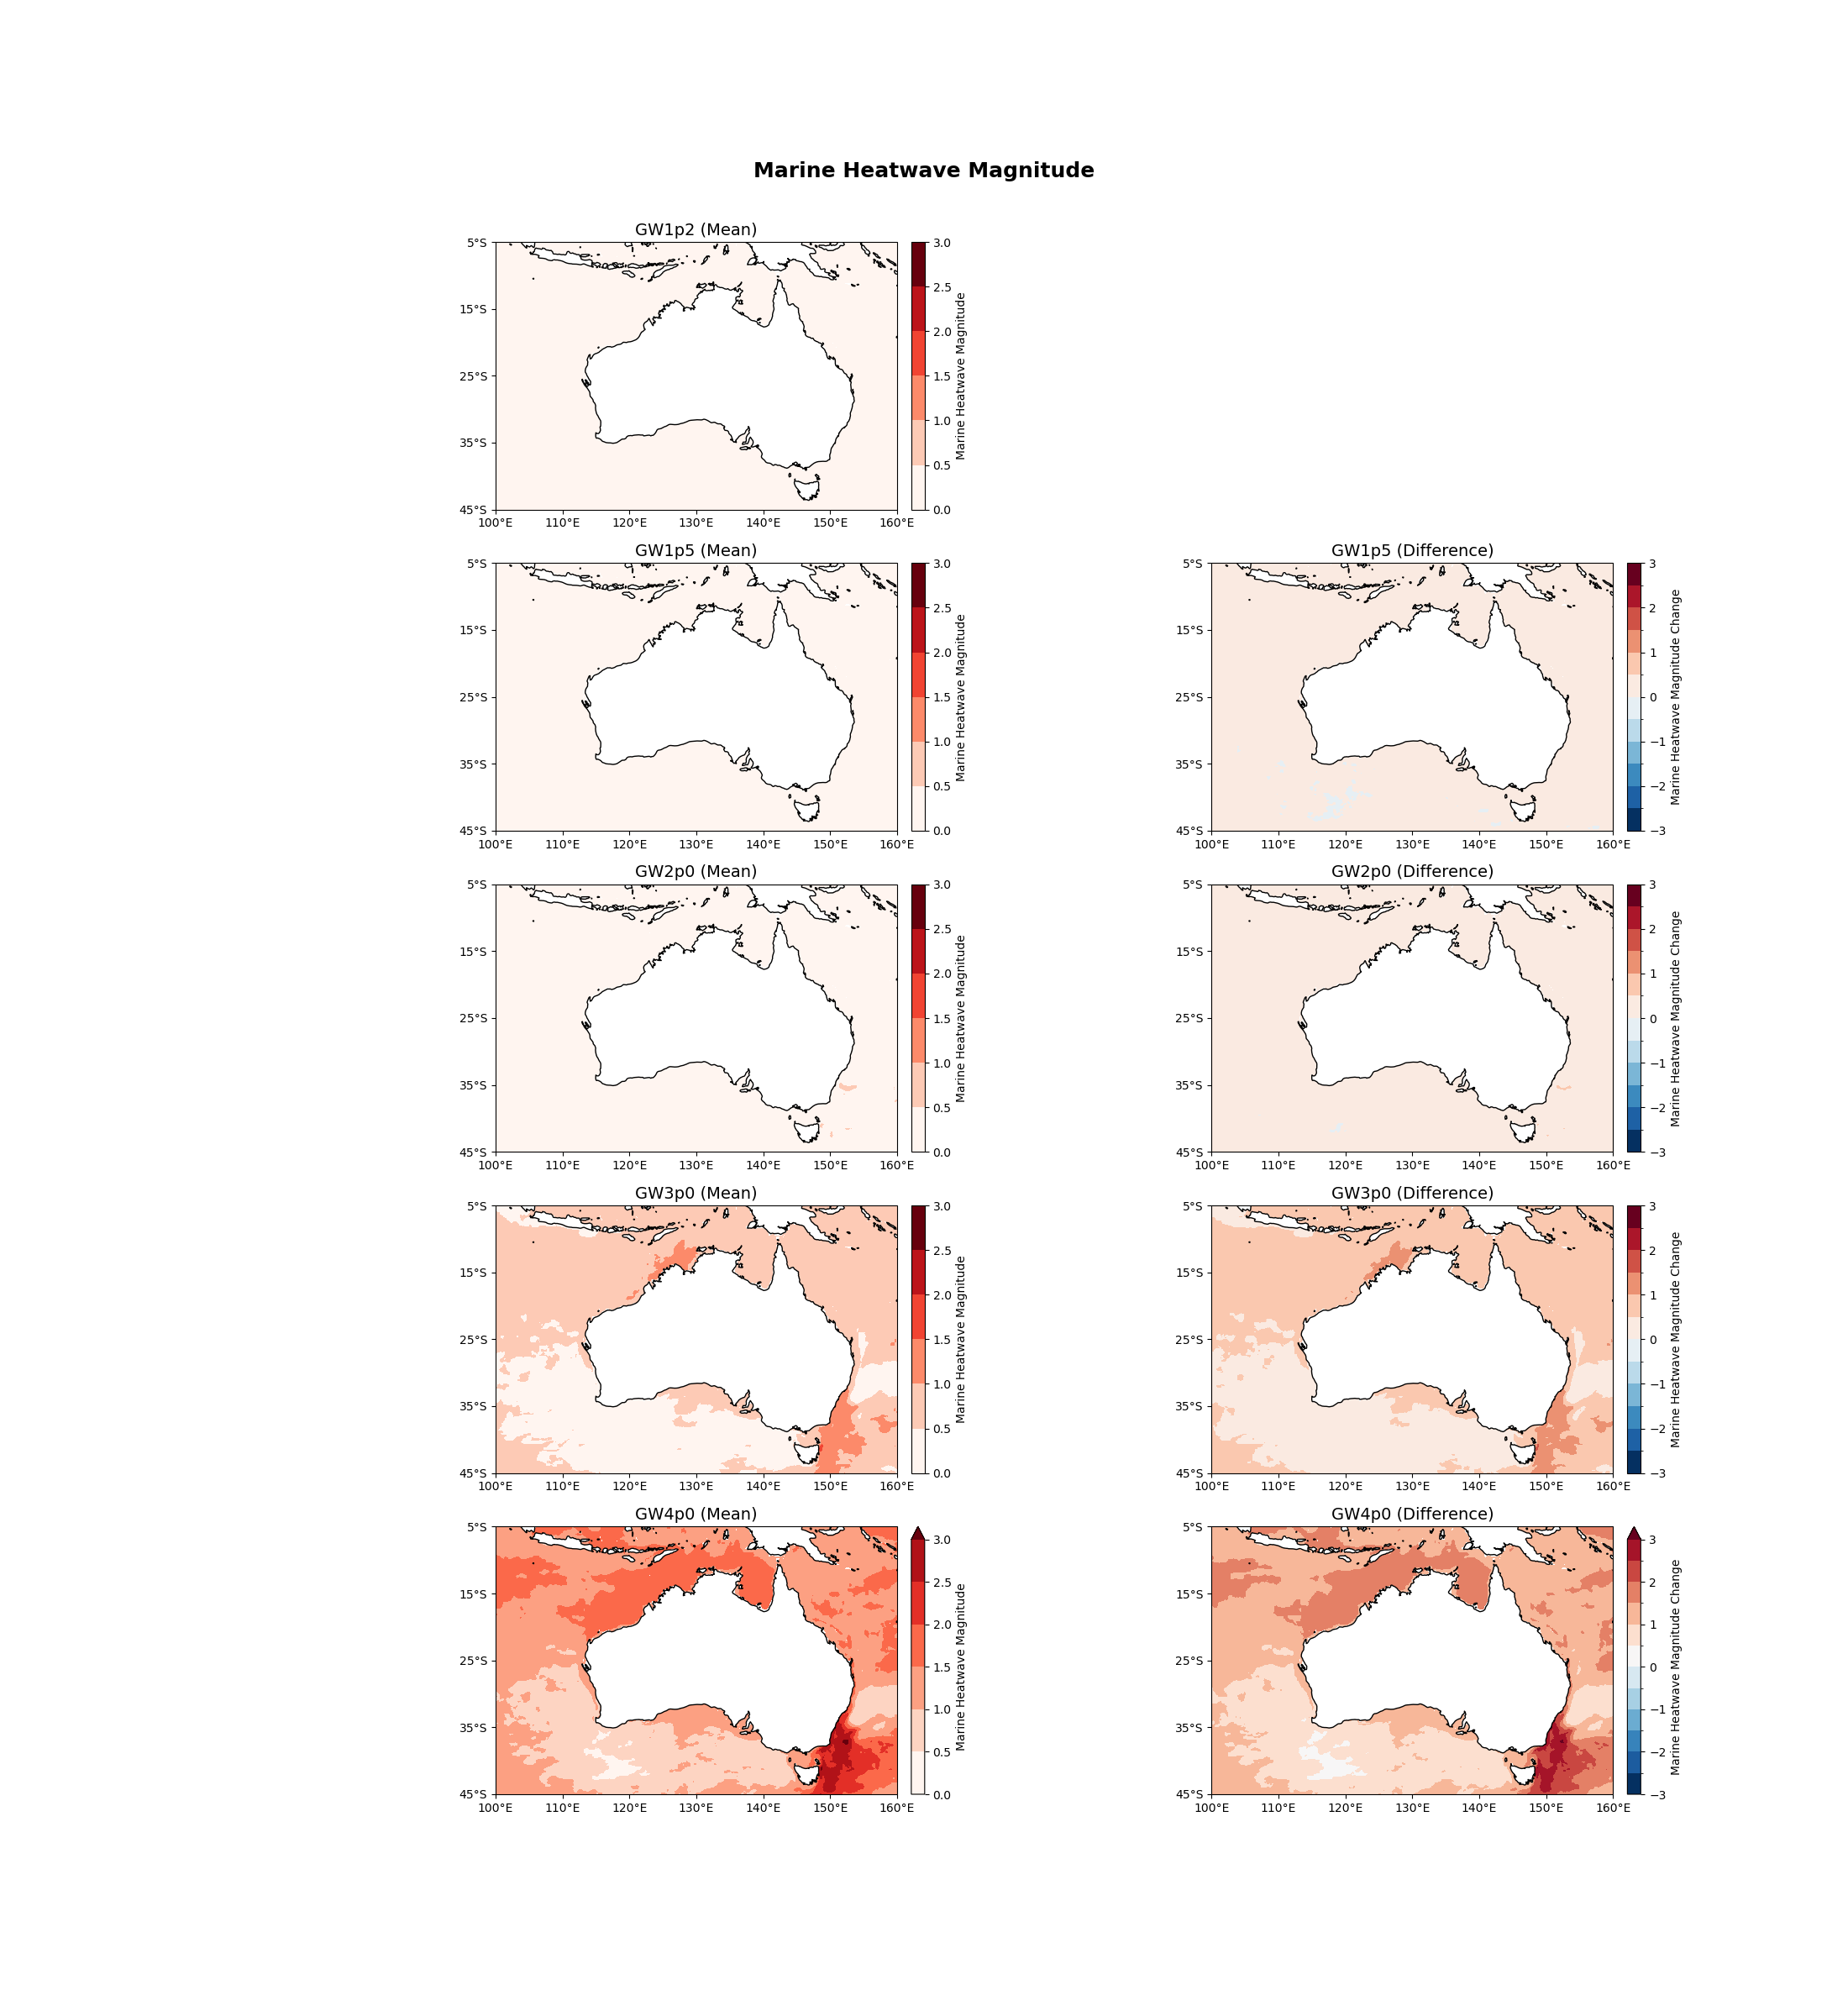 Marine Heatwave Magnitude
GW1p2 (Mean)
5°S
15°S
25°S
35°S
45°S
100°E 110°E 120°E 130°E 140°E 150°E 160°E
3.0
2.5
2.0
1.5
1.0
0.5
0.0
Marine Heatwave Magnitude
GW1p5 (Mean)
5°S
15°S
25°S
35°S
45°S
100°E 110°E 120°E 130°E 140°E 150°E 160°E
3.0
2.5
2.0
1.5
1.0
0.5
0.0
Marine Heatwave Magnitude
GW1p5 (Difference)
5°S
15°S
25°S
35°S
45°S
100°E 110°E 120°E 130°E 140°E 150°E 160°E
3
2
1
0
−1
−2
−3
Marine Heatwave Magnitude Change
GW2p0 (Mean)
5°S
15°S
25°S
35°S
45°S
100°E 110°E 120°E 130°E 140°E 150°E 160°E
3.0
2.5
2.0
1.5
1.0
0.5
0.0
Marine Heatwave Magnitude
GW2p0 (Difference)
5°S
15°S
25°S
35°S
45°S
100°E 110°E 120°E 130°E 140°E 150°E 160°E
3
2
1
0
−1
−2
−3
Marine Heatwave Magnitude Change
GW3p0 (Mean)
5°S
15°S
25°S
35°S
45°S
100°E 110°E 120°E 130°E 140°E 150°E 160°E
3.0
2.5
2.0
1.5
1.0
0.5
0.0
Marine Heatwave Magnitude
GW3p0 (Difference)
5°S
15°S
25°S
35°S
45°S
100°E 110°E 120°E 130°E 140°E 150°E 160°E
3
2
1
0
−1
−2
−3
Marine Heatwave Magnitude Change
GW4p0 (Mean)
5°S
15°S
25°S
35°S
45°S
100°E 110°E 120°E 130°E 140°E 150°E 160°E
3.0
2.5
2.0
1.5
1.0
0.5
0.0
Marine Heatwave Magnitude
GW4p0 (Difference)
5°S
15°S
25°S
35°S
45°S
100°E 110°E 120°E 130°E 140°E 150°E 160°E
3
2
1
0
−1
−2
−3
Marine Heatwave Magnitude Change